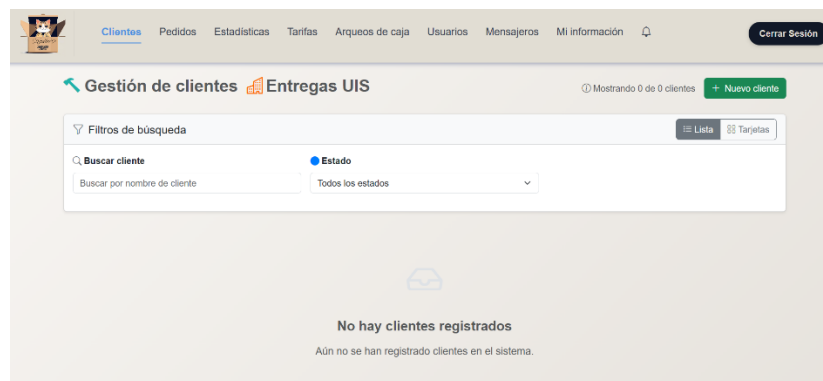 Clientes Pedidos Estadísticas Tarifas Arqueos de caja Usuarios Mensajeros Mi información Cerrar Sesión
Gestión de clientes Entregas UIS
Mostrando 0 de 0 clientes
+ Nuevo cliente
Filtros de búsqueda
Lista Tarjetas
Buscar cliente
Estado
Buscar por nombre de cliente
Todos los estados
No hay clientes registrados
Aún no se han registrado clientes en el sistema.